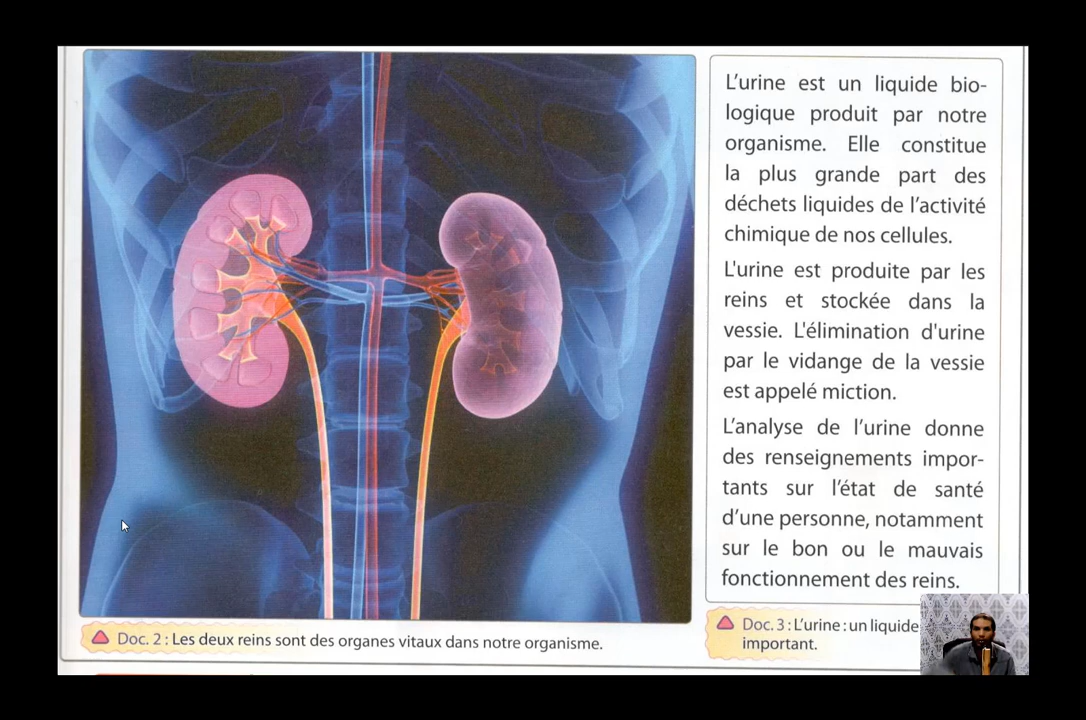 L’urine est un liquide bio-
logique produit par notre
organisme. Elle constitue
la plus grande part des
déchets liquides de l’activité
chimique de nos cellules.
L'urine est produite par les
reins et stockée dans la
vessie. L'élimination d'urine
par le vidange de la vessie
est appelé miction.
L’analyse de l’urine donne
des renseignements impor-
tants sur l’état de santé
d’une personne, notamment
sur le bon ou le mauvais
fonctionnement des reins.
Doc. 2 : Les deux reins sont des organes vitaux dans notre organisme.
Doc. 3 : L’urine : un liquide
important.